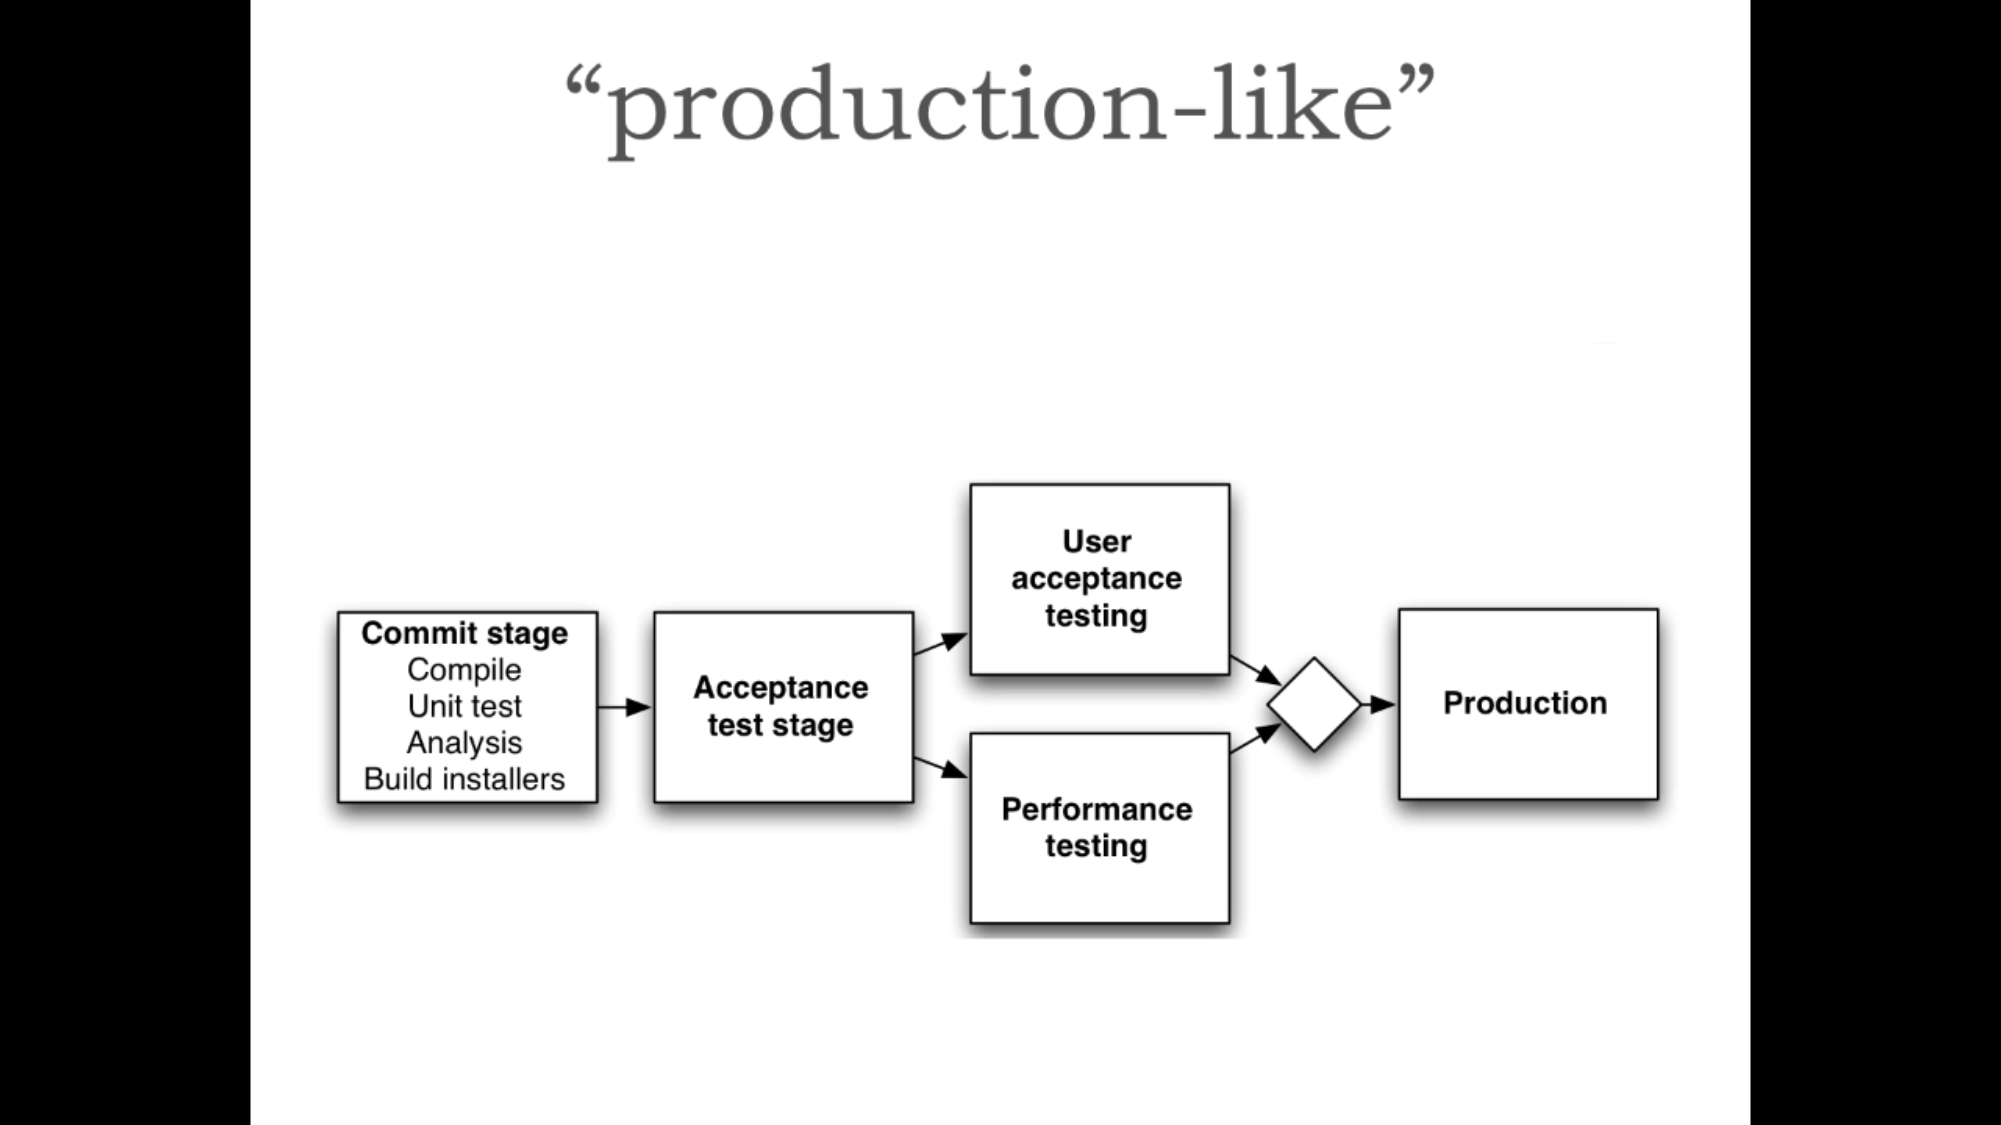 “production-like”
Commit stage
Compile
Unit test
Analysis
Build installers
Acceptance
test stage
User
acceptance
testing
Performance
testing
Production